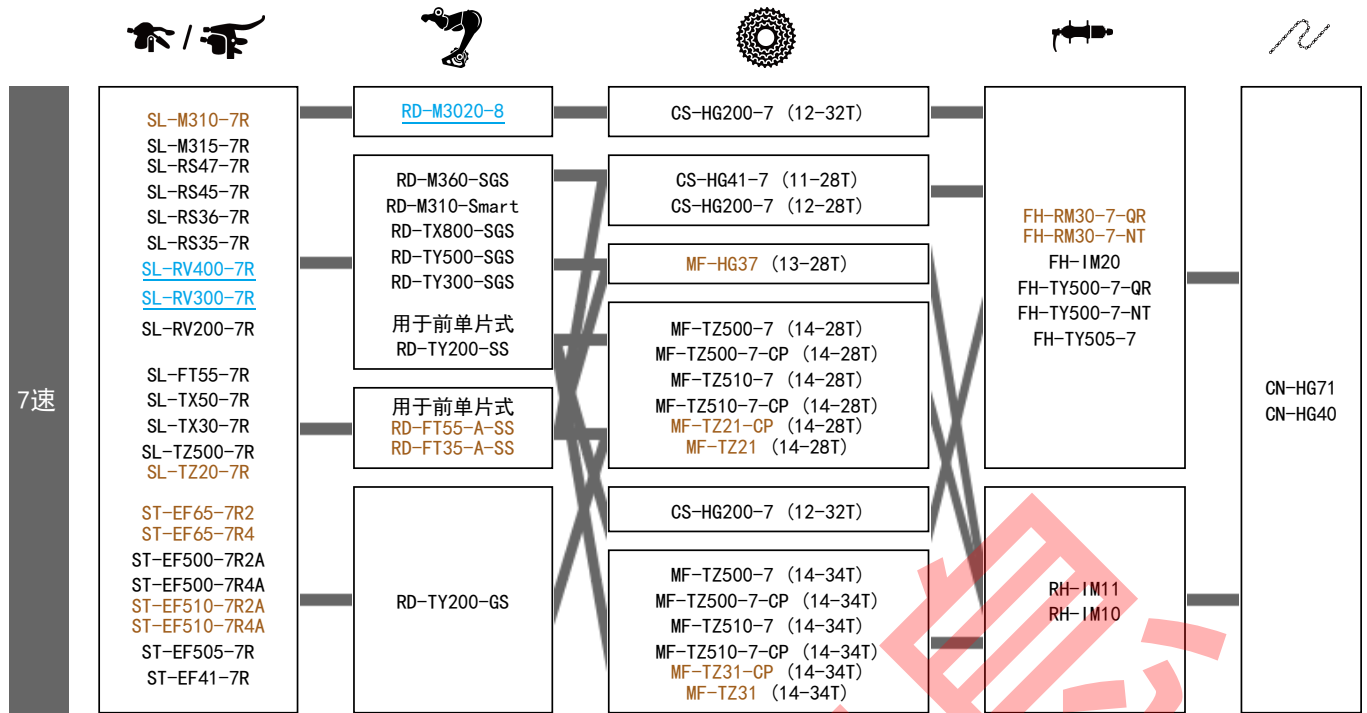 7速
SL-M310-7R
SL-M315-7R
SL-RS47-7R
SL-RS45-7R
SL-RS36-7R
SL-RS35-7R
SL-RV400-7R
SL-RV300-7R
SL-RV200-7R
SL-FT55-7R
SL-TX50-7R
SL-TX30-7R
SL-TZ500-7R
SL-TZ20-7R
ST-EF65-7R2
ST-EF65-7R4
ST-EF500-7R2A
ST-EF500-7R4A
ST-EF510-7R2A
ST-EF510-7R4A
ST-EF505-7R
ST-EF41-7R
RD-M3020-8
RD-M360-SGS
RD-M310-Smart
RD-TX800-SGS
RD-TY500-SGS
RD-TY300-SGS
用于前单片式
RD-TY200-SS
用于前单片式
RD-FT55-A-SS
RD-FT35-A-SS
RD-TY200-GS
CS-HG200-7 (12-32T)
CS-HG41-7 (11-28T)
CS-HG200-7 (12-28T)
MF-HG37 (13-28T)
MF-TZ500-7 (14-28T)
MF-TZ500-7-CP (14-28T)
MF-TZ510-7 (14-28T)
MF-TZ510-7-CP (14-28T)
MF-TZ21-CP (14-28T)
MF-TZ21 (14-28T)
CS-HG200-7 (12-32T)
MF-TZ500-7 (14-34T)
MF-TZ500-7-CP (14-34T)
MF-TZ510-7 (14-34T)
MF-TZ510-7-CP (14-34T)
MF-TZ31-CP (14-34T)
MF-TZ31 (14-34T)
FH-RM30-7-QR
FH-RM30-7-NT
FH-IM20
FH-TY500-7-QR
FH-TY500-7-NT
FH-TY505-7
RH-IM11
RH-IM10
CN-HG71
CN-HG40